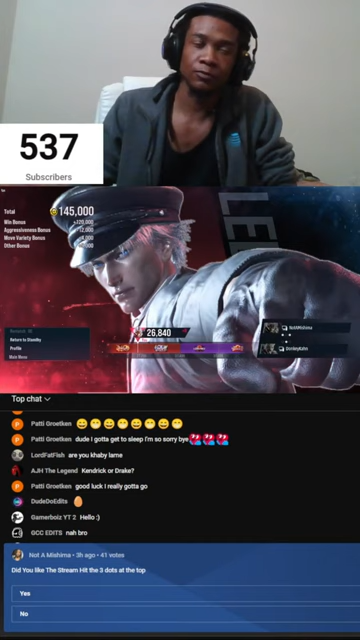 537
Subscribers
LEE
Total 145,000
Win Bonus
Aggressiveness Bonus
Move Variety Bonus
Other Bonus
26,840
Return to Standby
Profile
Main Menu
NotAMishima
Top chat
Patti Groetken
Patti Groetken dude I gotta get to sleep I'm so sorry bye
LordFatFish are you khaby lame
AJH The Legend Kendrick or Drake?
Patti Groetken good luck I really gotta go
DudeDoEdits
Gamerboiz YT 2 Hello :)
GCC EDITS nah bro
Not A Mishima • 3h ago • 41 votes
Did You like The Stream Hit the 3 dots at the top
Yes
No